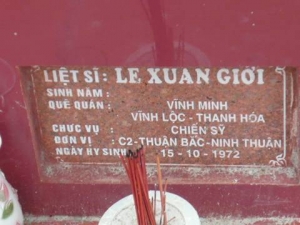 LIỆT SĨ: LE XUAN GIƠI
SINH NĂM :
QUÊ QUÁN : VĨNH MINH
VĨNH LỘC - THANH HÓA
CHỨC VỤ : CHIẾN SỸ
ĐƠN VỊ : C2-THUẬN BẮC-NINH THUẬN
NGÀY HY SINH 15 - 10 - 1972